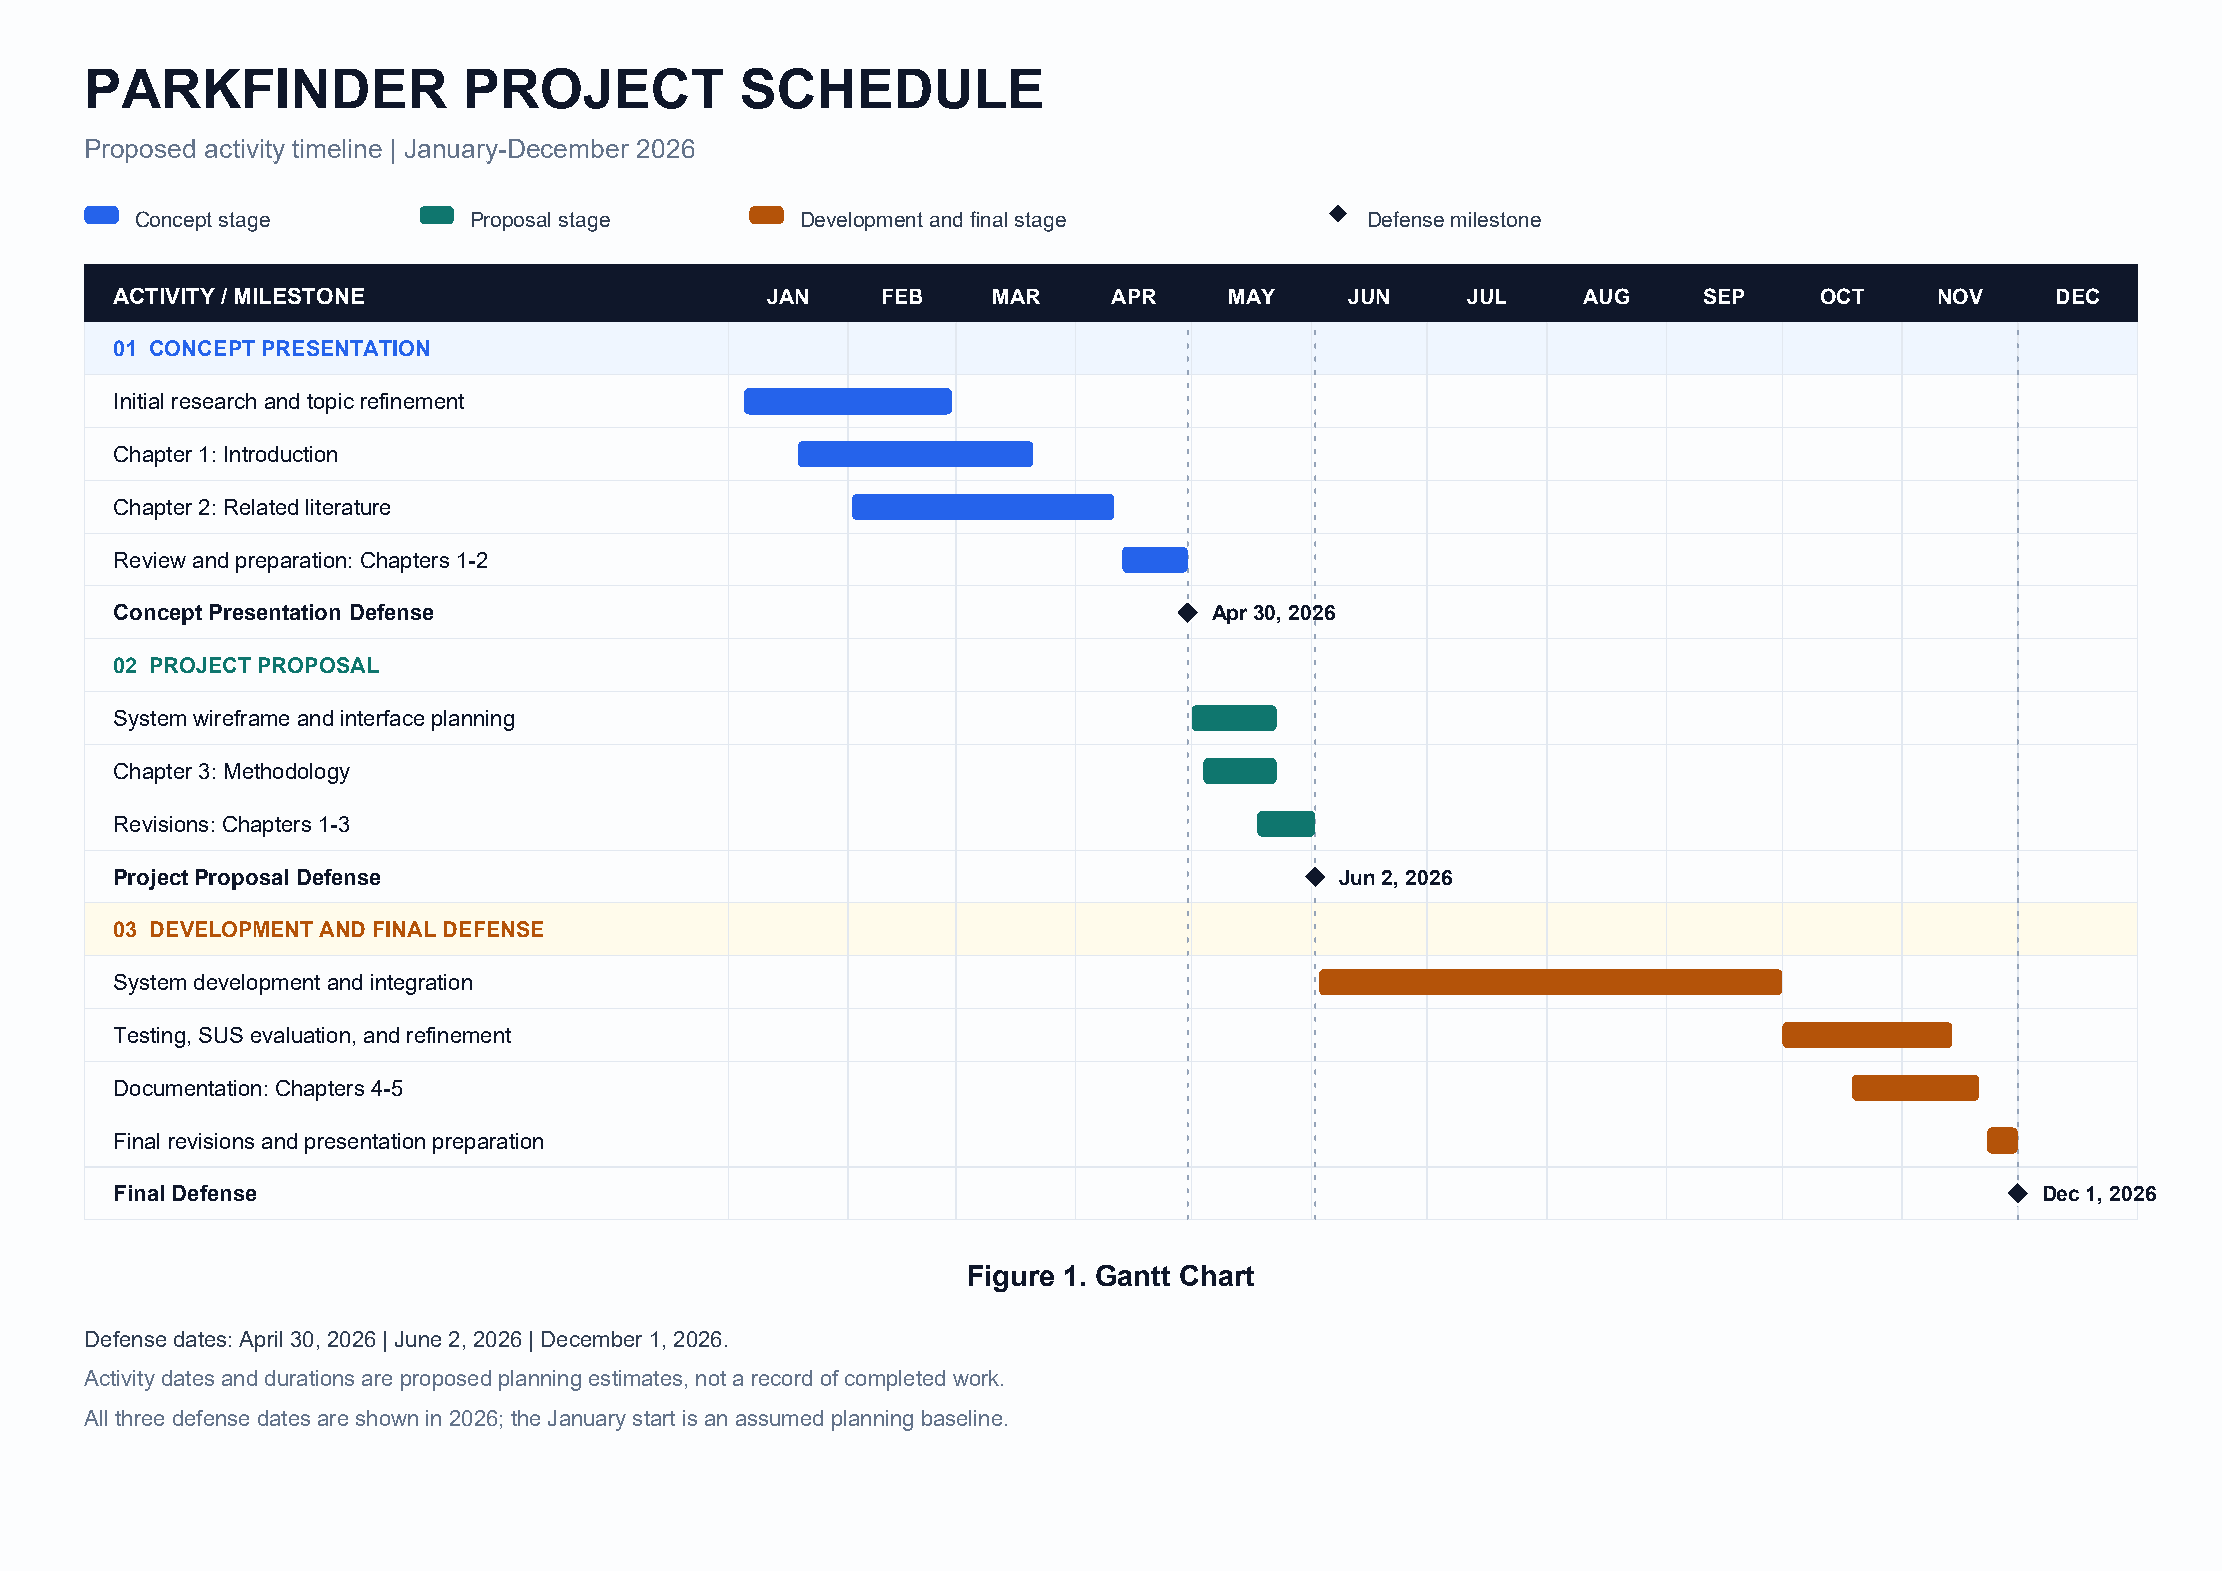 PARKFINDER PROJECT SCHEDULE
Proposed activity timeline | January-December 2026
Concept stage Proposal stage Development and final stage Defense milestone
ACTIVITY / MILESTONE JAN FEB MAR APR MAY JUN JUL AUG SEP OCT NOV DEC
01 CONCEPT PRESENTATION
Initial research and topic refinement
Chapter 1: Introduction
Chapter 2: Related literature
Review and preparation: Chapters 1-2
Concept Presentation Defense Apr 30, 2026
02 PROJECT PROPOSAL
System wireframe and interface planning
Chapter 3: Methodology
Revisions: Chapters 1-3
Project Proposal Defense Jun 2, 2026
03 DEVELOPMENT AND FINAL DEFENSE
System development and integration
Testing, SUS evaluation, and refinement
Documentation: Chapters 4-5
Final revisions and presentation preparation
Final Defense Dec 1, 2026
Figure 1. Gantt Chart
Defense dates: April 30, 2026 | June 2, 2026 | December 1, 2026.
Activity dates and durations are proposed planning estimates, not a record of completed work.
All three defense dates are shown in 2026; the January start is an assumed planning baseline.